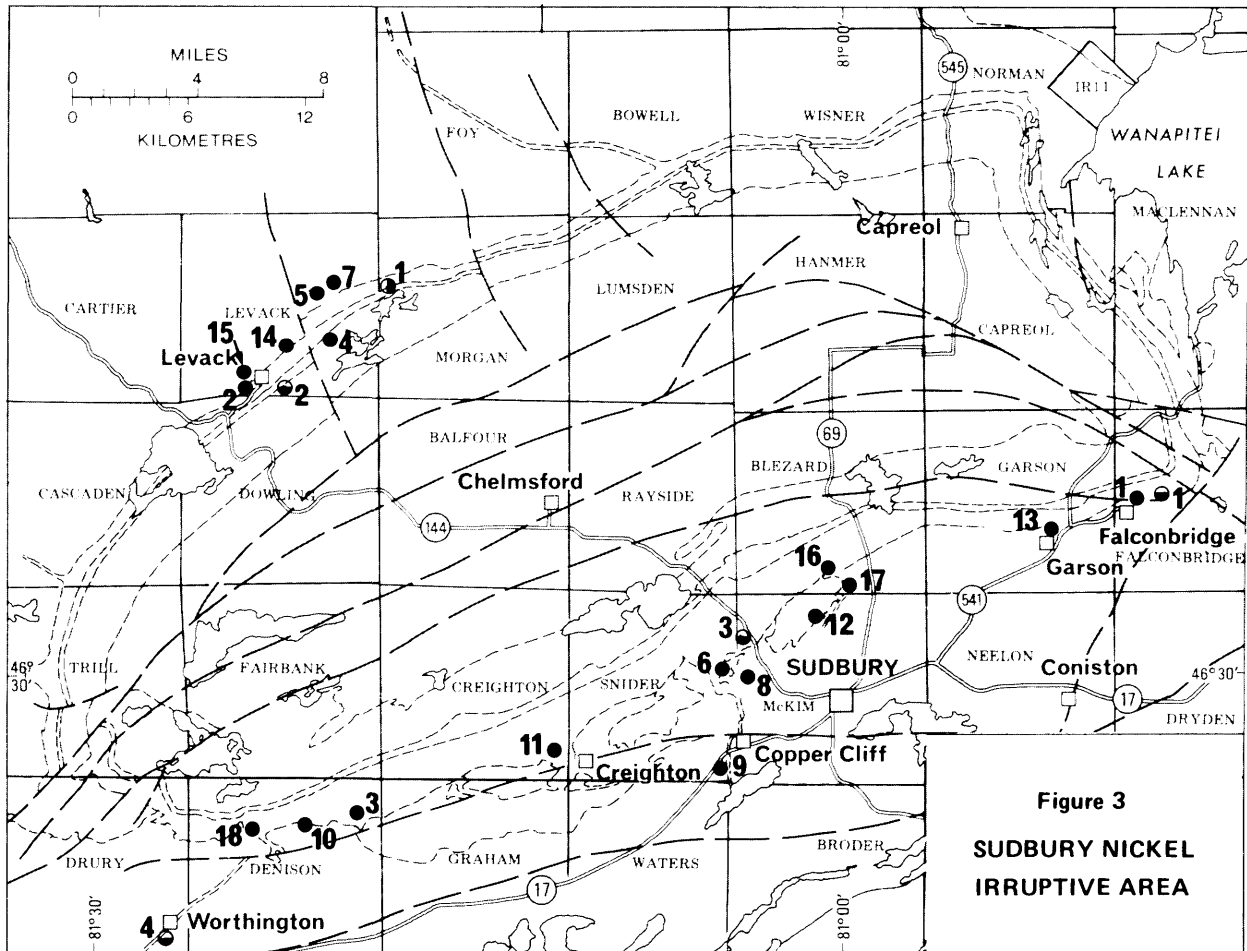 MILES
0 4 8
0 6 12
KILOMETRES
81° 00'
545
NORMAN
IR11
WANAPITEI
LAKE
FOY
BOWELL
WISNER
MACLENNAN
Capreol
HANMER
CARTIER
5 7 1
LEVACK
LUMSDEN
CAPREOL
15
14 4
Levack
MORGAN
2 2
BALFOUR
69
CASCADEN
DOWLING
Chelmsford
RAYSIDE
BLEZARD
GARSON
1 1
144
13
Falconbridge
FALCONBRIDGE
Garson
16
17
541
12
3
46° 30'
TRILL
FAIRBANK
6
SUDBURY
NEELON
Coniston
46° 30'
CREIGHTON
SNIDER
8
McKIM
17
DRYDEN
11
Copper Cliff
Creighton
9
18 10 3
DRURY
DENISON
GRAHAM
WATERS
BRODER
17
81° 30'
4 Worthington
81° 00'
Figure 3
SUDBURY NICKEL
IRRUPTIVE AREA